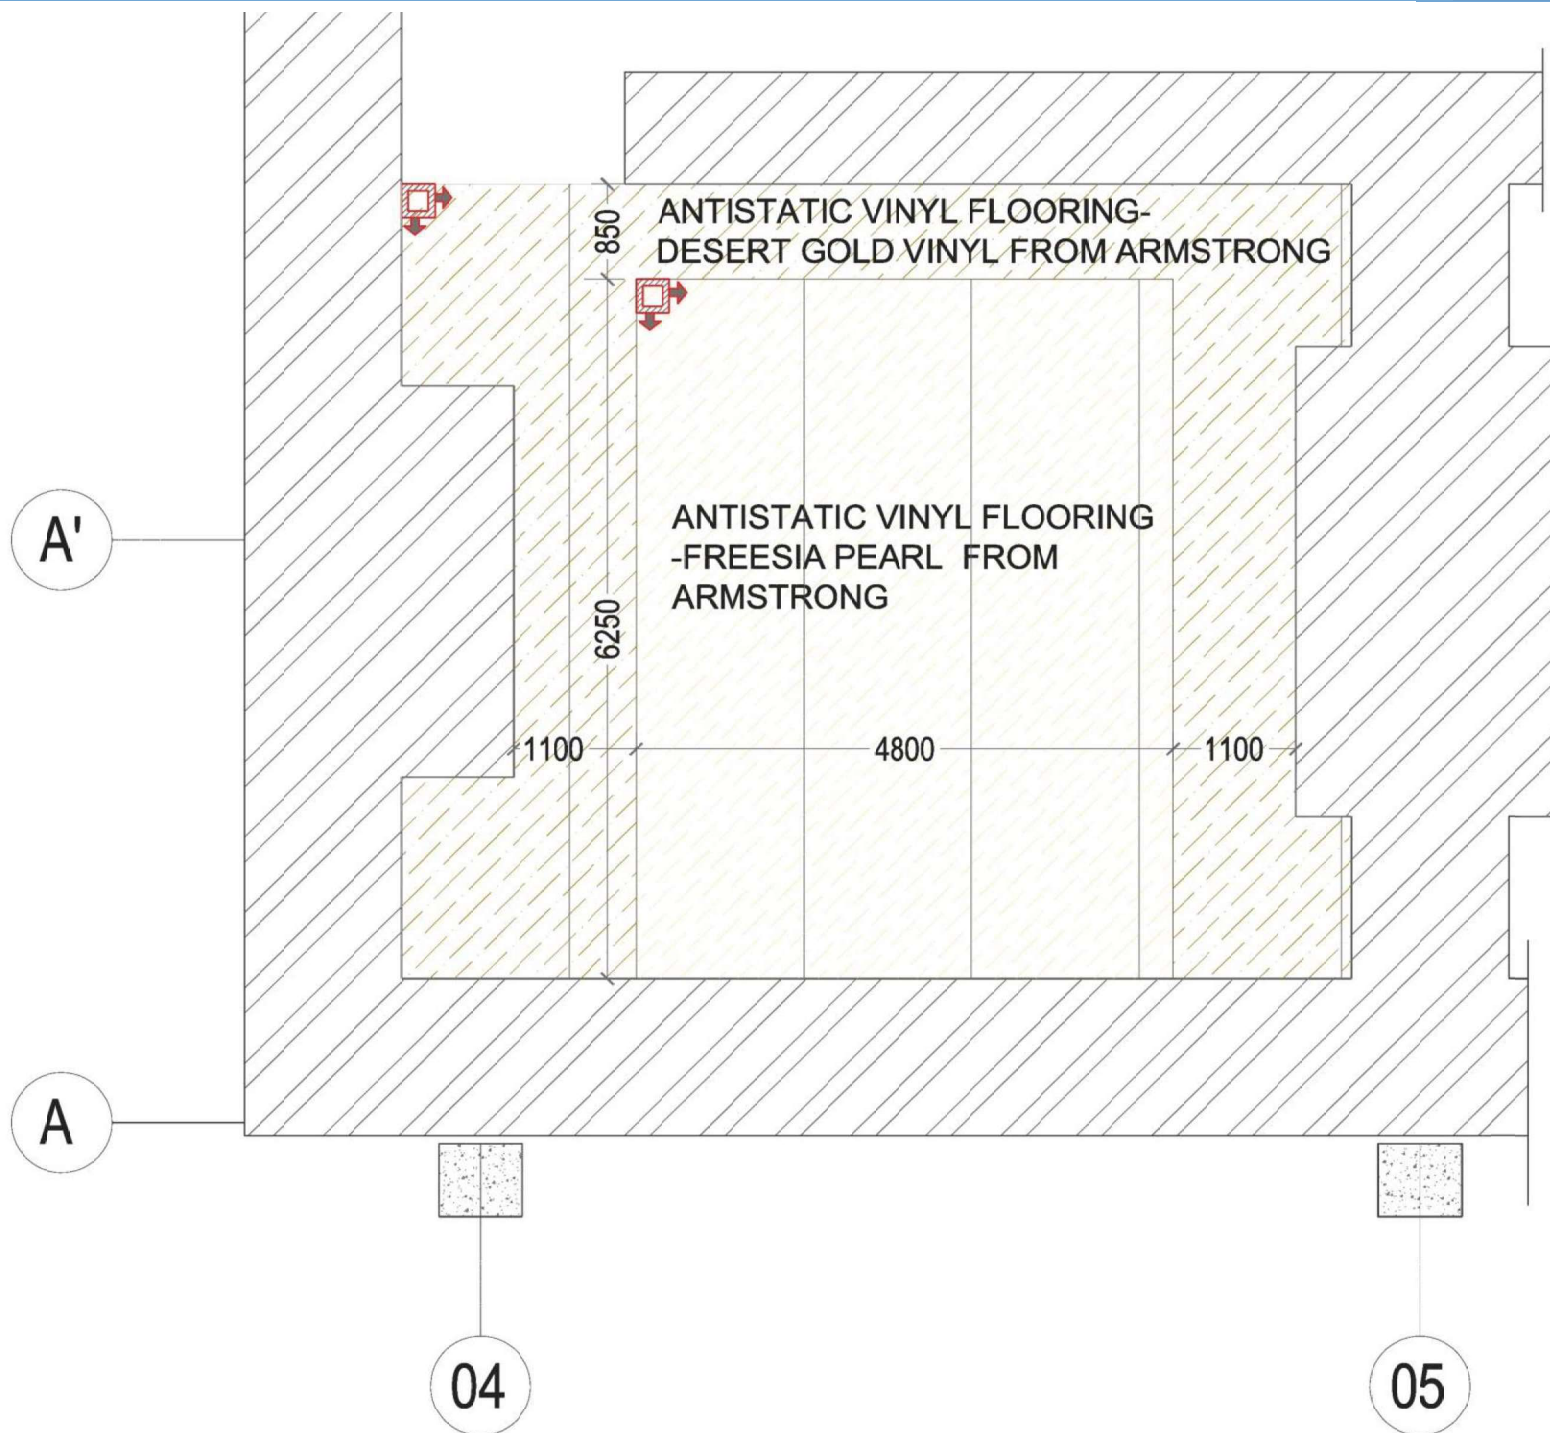 850
ANTISTATIC VINYL FLOORING-
DESERT GOLD VINYL FROM ARMSTRONG
ANTISTATIC VINYL FLOORING
-FREESIA PEARL FROM
ARMSTRONG
A'
6250
1100
4800
1100
A
04
05